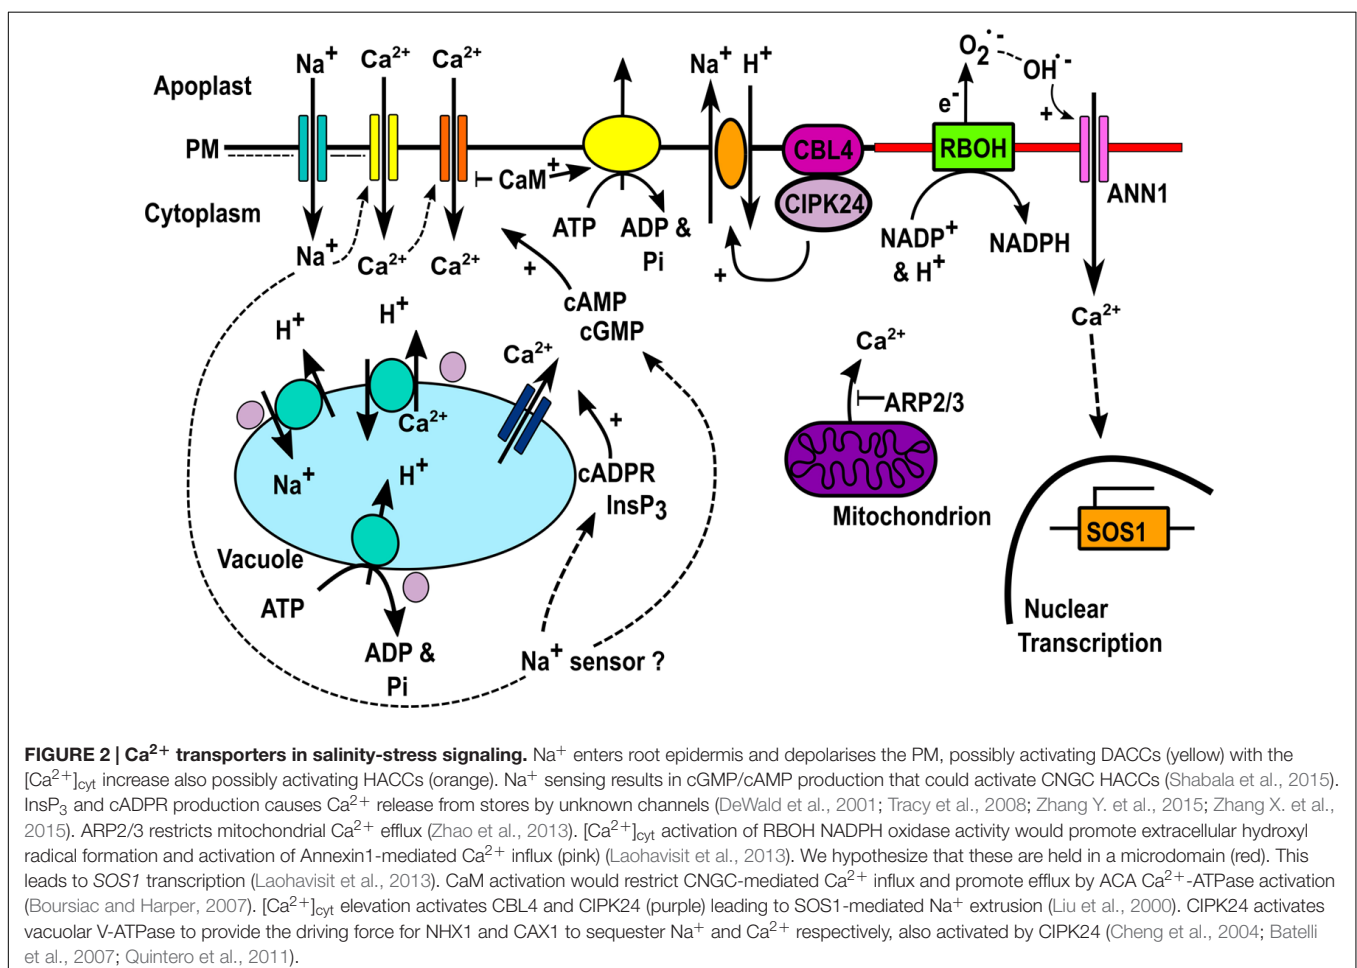 Na+ Ca2+ Ca2+ Na+ H+ O2•- OH•-
Apoplast
e- +
PM CaM+ CBL4 RBOH
CIPK24 ANN1
Cytoplasm ATP ADP & Pi NADP+ & H+ NADPH
Na+ Ca2+ Ca2+ +
+
cAMP
cGMP
H+ H+ Ca2+ Ca2+ Ca2+
ARP2/3
Ca2+ +
Na+ H+ cADPR
InsP3
Mitochondrion SOS1
Vacuole
ATP Nuclear
Transcription
ADP &
Pi
Na+ sensor ?
FIGURE 2 | Ca2+ transporters in salinity-stress signaling. Na+ enters root epidermis and depolarises the PM, possibly activating DACCs (yellow) with the
[Ca2+]cyt increase also possibly activating HACCs (orange). Na+ sensing results in cGMP/cAMP production that could activate CNGC HACCs (Shabala et al., 2015).
InsP3 and cADPR production causes Ca2+ release from stores by unknown channels (DeWald et al., 2001; Tracy et al., 2008; Zhang Y. et al., 2015; Zhang X. et al.,
2015). ARP2/3 restricts mitochondrial Ca2+ efflux (Zhao et al., 2013). [Ca2+]cyt activation of RBOH NADPH oxidase activity would promote extracellular hydroxyl
radical formation and activation of Annexin1-mediated Ca2+ influx (pink) (Laohavisit et al., 2013). We hypothesize that these are held in a microdomain (red). This
leads to SOS1 transcription (Laohavisit et al., 2013). CaM activation would restrict CNGC-mediated Ca2+ influx and promote efflux by ACA Ca2+-ATPase activation
(Boursiac and Harper, 2007). [Ca2+]cyt elevation activates CBL4 and CIPK24 (purple) leading to SOS1-mediated Na+ extrusion (Liu et al., 2000). CIPK24 activates
vacuolar V-ATPase to provide the driving force for NHX1 and CAX1 to sequester Na+ and Ca2+ respectively, also activated by CIPK24 (Cheng et al., 2004; Batelli
et al., 2007; Quintero et al., 2011).